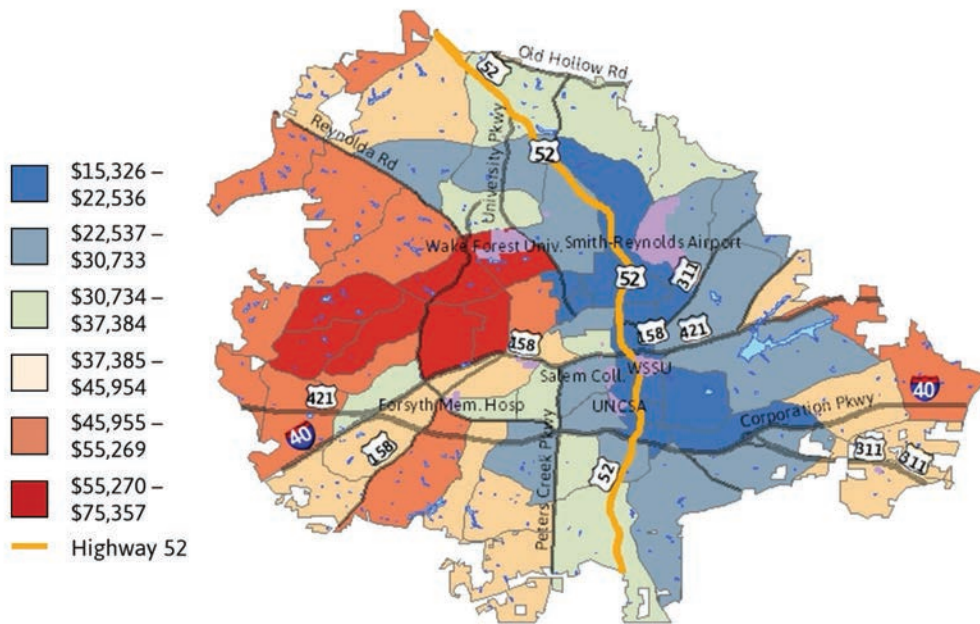 $15,326 –
$22,536
$22,537 –
$30,733
$30,734 –
$37,384
$37,385 –
$45,954
$45,955 –
$55,269
$55,270 –
$75,357
Highway 52
Old Hollow Rd
52
Reynolda Rd
University Pkwy
52
Wake Forest Univ.
Smith-Reynolds Airport
52
311
158
421
158
WSSU
Salem Coll.
421
Forsyth Mem. Hosp
UNCSA
40
Corporation Pkwy
40
158
Peters Creek Pkwy
52
311
311